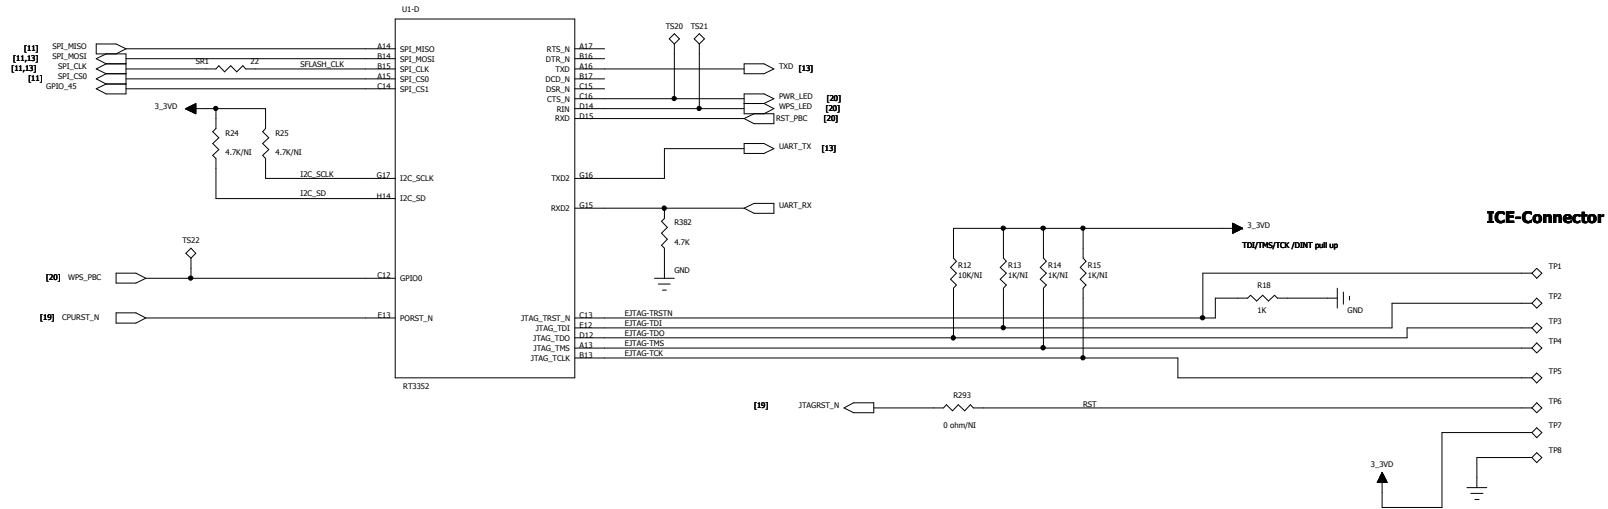 U1-D
TS20 TS21
[11] SPI_MISO A14 SPI_MISO RTS_N A17
[11,13] SPI_MOSI B14 SPI_MOSI DTR_N B16
[11,13] SPI_CLK SR1 22 SFLASH_CLK B15 SPI_CLK TXD A16 TXD [13]
[11] SPI_CS0 A15 SPI_CS0 DCD_N B17
GPIO_45 C14 SPI_CS1 DSR_N C15
CTS_N C16 PWR_LED [20]
3_3VD RIN D14 WPS_LED [20]
RXD D15 RST_PBC [20]
R24 R25
4.7K/NI 4.7K/NI
UART_TX [13]
I2C_SCLK G17 I2C_SCLK TXD2 G16
I2C_SD H14 I2C_SD
RXD2 G15 UART_RX
R382
4.7K
GND
ICE-Connector
3_3VD
TDI/TMS/TCK /DINT pull up
TS22
[20] WPS_PBC C12 GPIO0
R12 R13 R14 R15
10K/NI 1K/NI 1K/NI 1K/NI
TP1
R18
1K
GND
TP2
[19] CPURST_N E13 PORST_N JTAG_TRST_N C13 EJTAG-TRSTN
JTAG_TDI E12 EJTAG-TDI TP3
JTAG_TDO D12 EJTAG-TDO
JTAG_TMS A13 EJTAG-TMS TP4
JTAG_TCLK B13 EJTAG-TCK
TP5
RT3352
[19] JTAGRST_N R293 RST TP6
0 ohm/NI
TP7
TP8
3_3VD